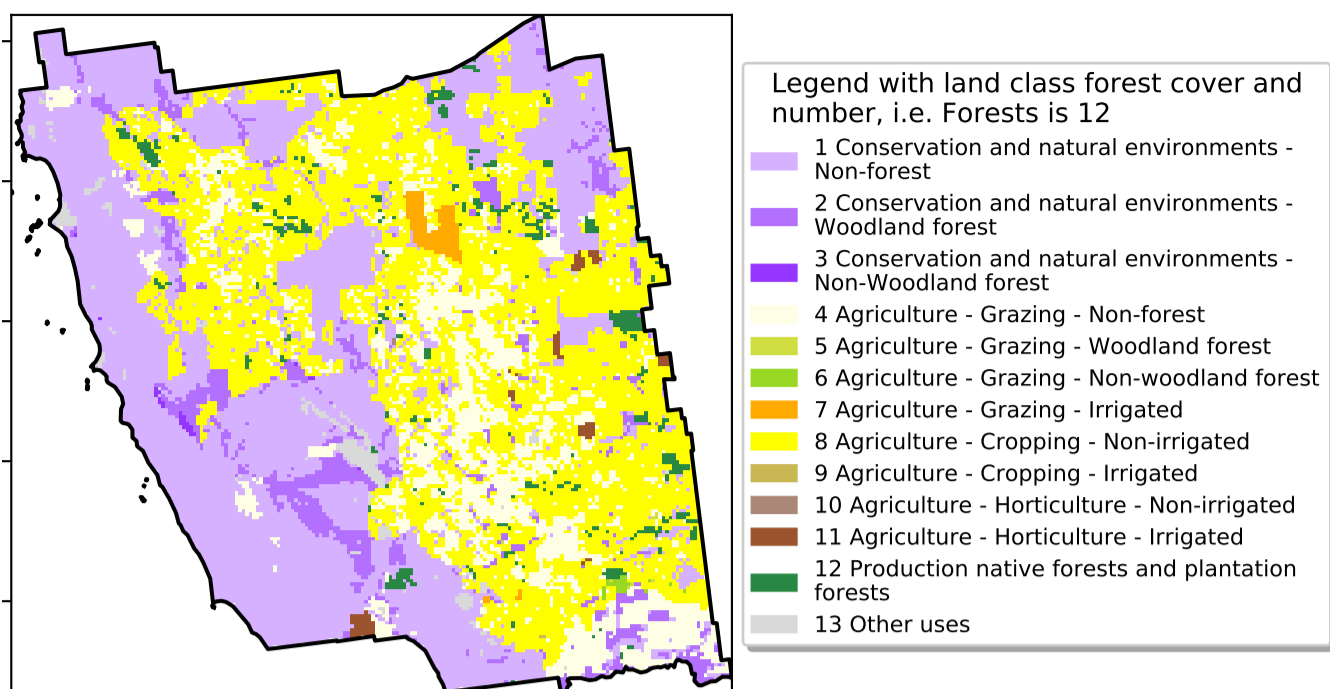 Legend with land class forest cover and
number, i.e. Forests is 12
1 Conservation and natural environments -
Non-forest
2 Conservation and natural environments -
Woodland forest
3 Conservation and natural environments -
Non-Woodland forest
4 Agriculture - Grazing - Non-forest
5 Agriculture - Grazing - Woodland forest
6 Agriculture - Grazing - Non-woodland forest
7 Agriculture - Grazing - Irrigated
8 Agriculture - Cropping - Non-irrigated
9 Agriculture - Cropping - Irrigated
10 Agriculture - Horticulture - Non-irrigated
11 Agriculture - Horticulture - Irrigated
12 Production native forests and plantation
forests
13 Other uses